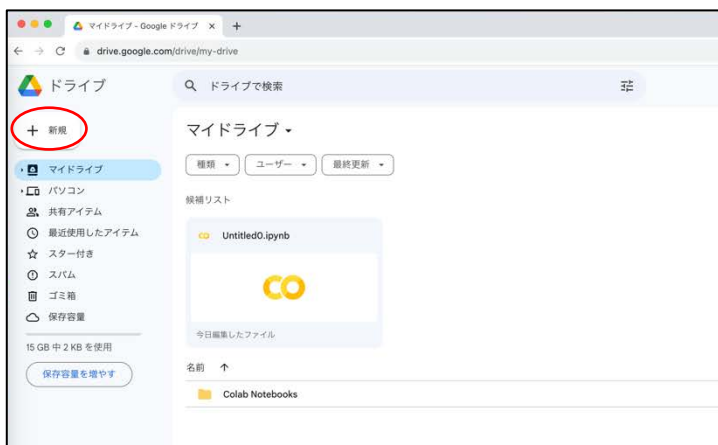 マイドライブ - Google ドライブ
drive.google.com/drive/my-drive
ドライブ
ドライブで検索
新規
マイドライブ
種類
ユーザー
最終更新
マイドライブ
パソコン
共有アイテム
最近使用したアイテム
スター付き
スパム
ゴミ箱
保存容量
15 GB 中 2 KB を使用
保存容量を増やす
候補リスト
Untitled0.ipynb
今日編集したファイル
名前
Colab Notebooks